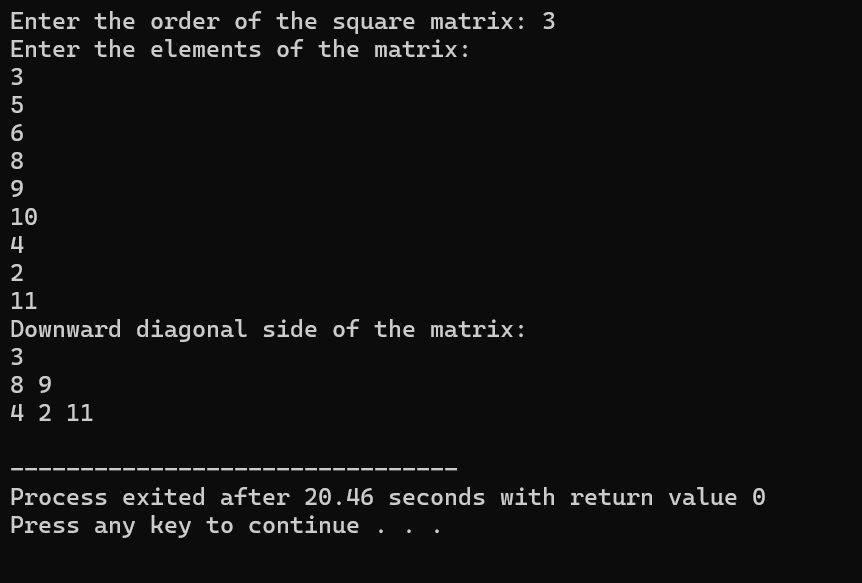 Enter the order of the square matrix: 3
Enter the elements of the matrix:
3
5
6
8
9
10
4
2
11
Downward diagonal side of the matrix:
3
8 9
4 2 11
--------------------------------
Process exited after 20.46 seconds with return value 0
Press any key to continue . . .